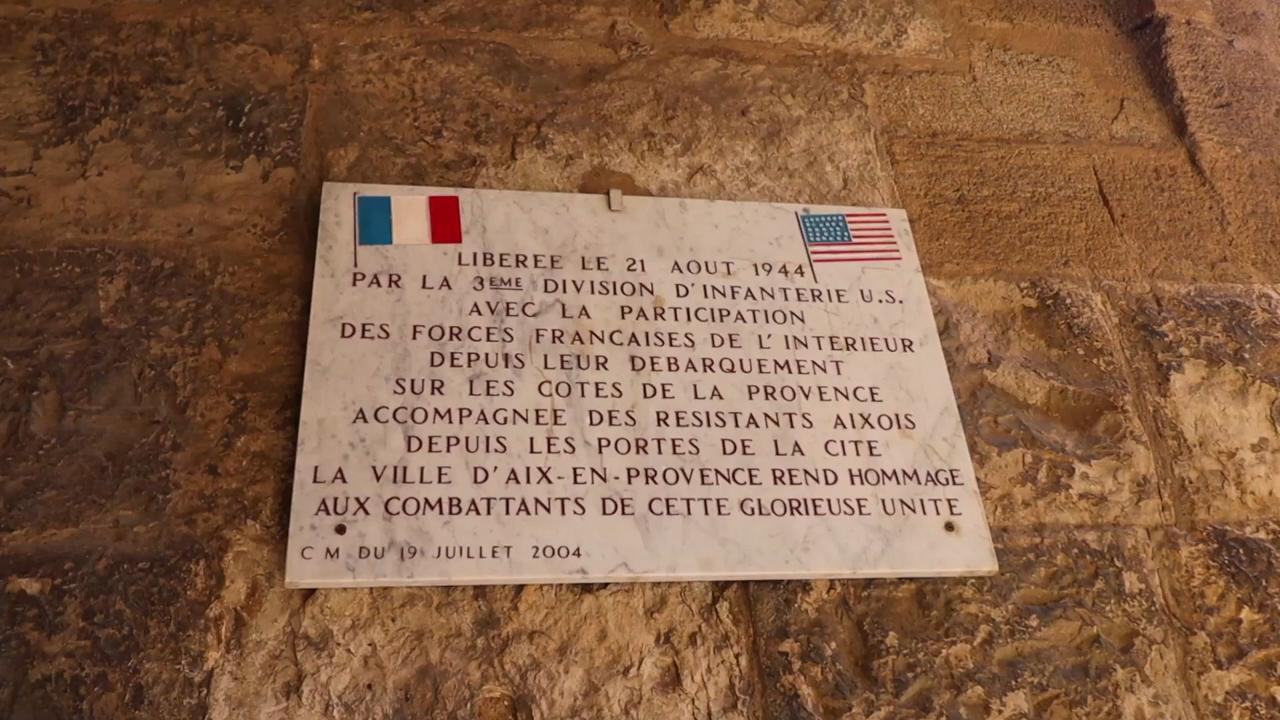 LIBEREE LE 21 AOUT 1944
PAR LA 3EME DIVISION D'INFANTERIE U.S.
AVEC LA PARTICIPATION
DES FORCES FRANCAISES DE L'INTERIEUR
DEPUIS LEUR DEBARQUEMENT
SUR LES COTES DE LA PROVENCE
ACCOMPAGNEE DES RESISTANTS AIXOIS
DEPUIS LES PORTES DE LA CITE
LA VILLE D'AIX-EN-PROVENCE REND HOMMAGE
AUX COMBATTANTS DE CETTE GLORIEUSE UNITE
C M DU 19 JUILLET 2004